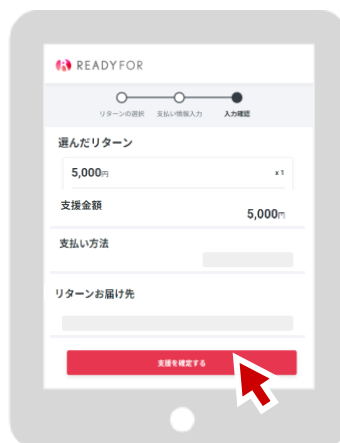 READYFOR
リターンの選択 支払い情報入力 入力確認
選んだリターン
5,000円 x 1
支援金額
5,000円
支払い方法
リターンお届け先
支援を確定する